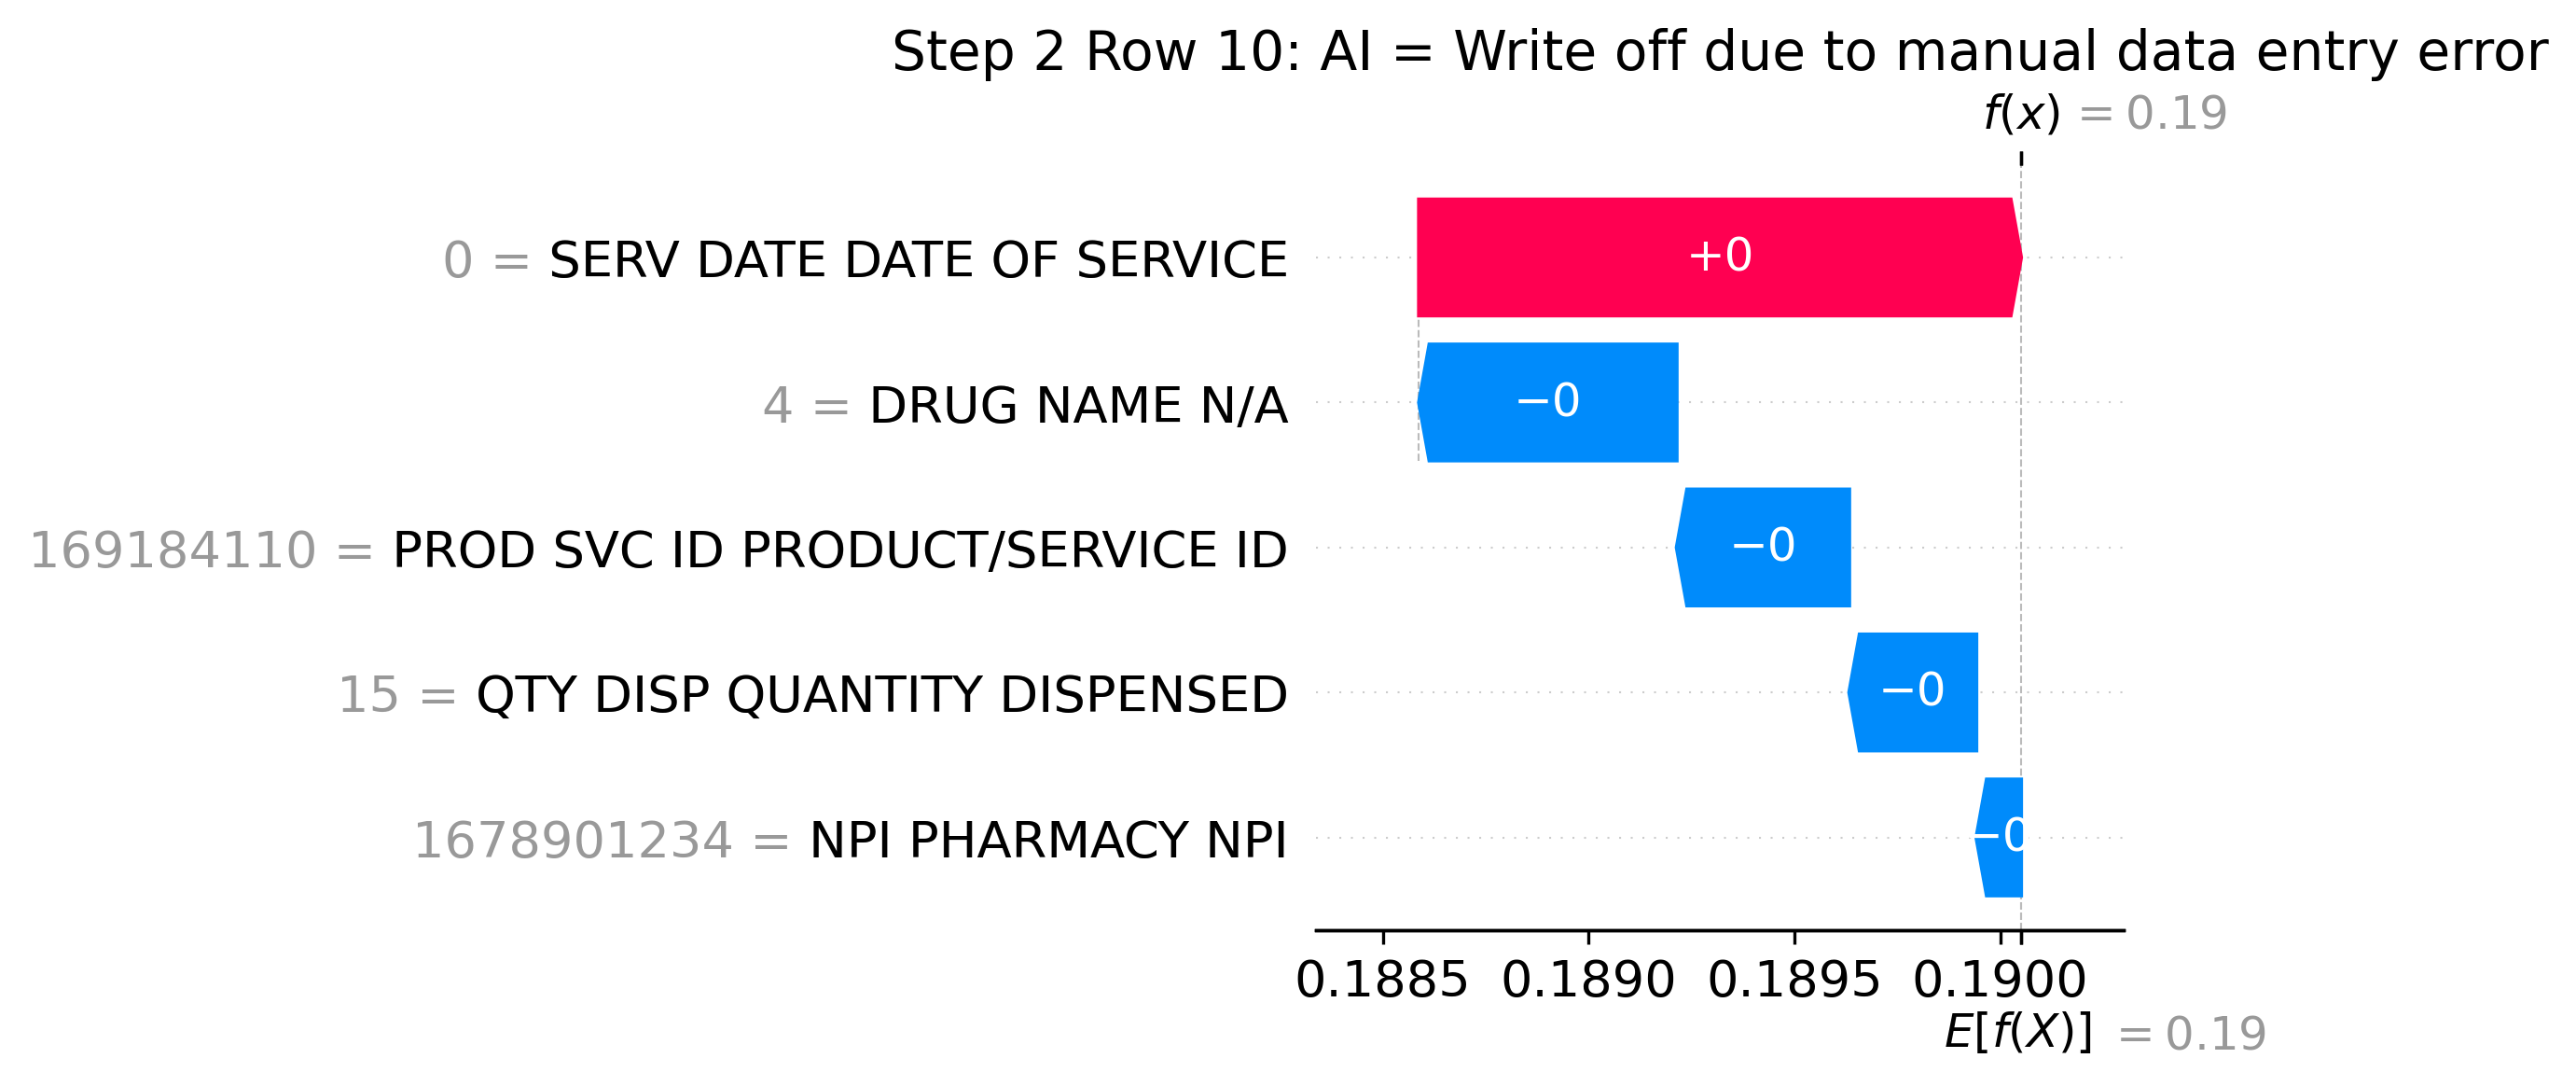 Step 2 Row 10: AI = Write off due to manual data entry error
f(x) = 0.19
0 = SERV DATE DATE OF SERVICE
+0
4 = DRUG NAME N/A
−0
169184110 = PROD SVC ID PRODUCT/SERVICE ID
−0
15 = QTY DISP QUANTITY DISPENSED
−0
1678901234 = NPI PHARMACY NPI
−0
0.1885 0.1890 0.1895 0.1900
E[f(X)] = 0.19